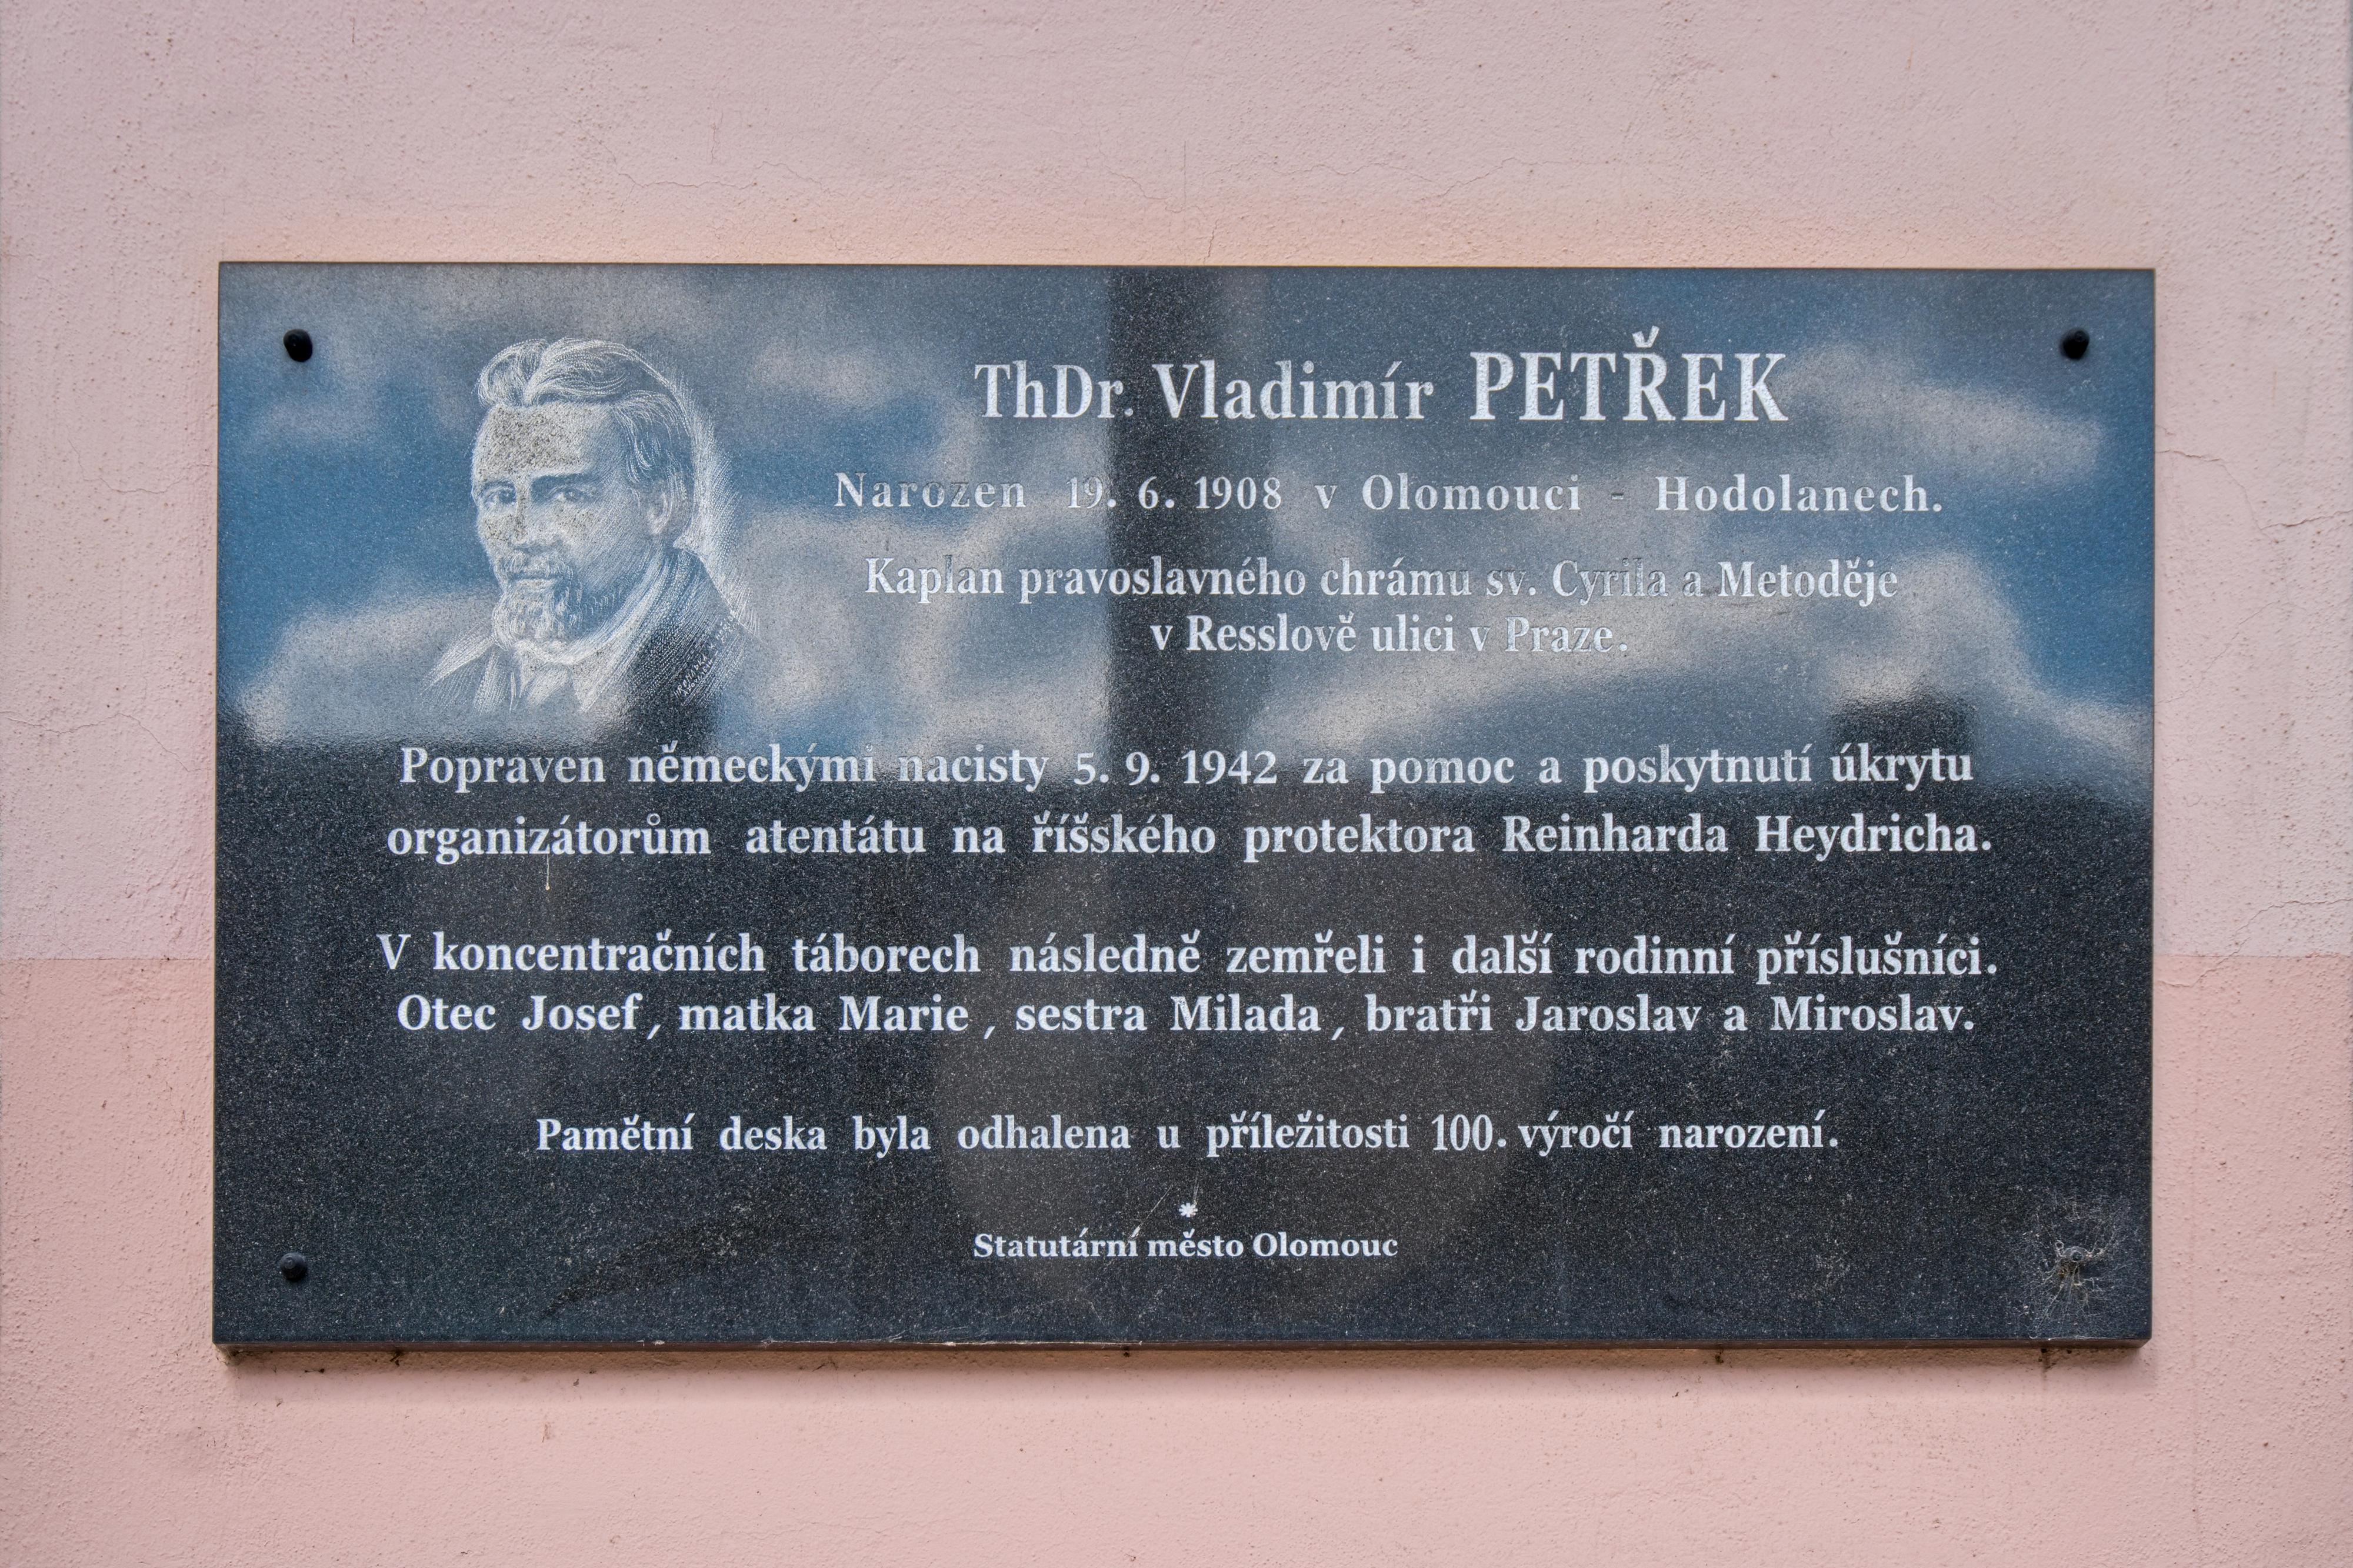 ThDr. Vladimír PETŘEK
Narozen 19. 6. 1908 v Olomouci - Hodolanech.
Kaplan pravoslavného chrámu sv. Cyrila a Metoděje
v Resslově ulici v Praze.
Popraven německými nacisty 5. 9. 1942 za pomoc a poskytnutí úkrytu
organizátorům atentátu na říšského protektora Reinharda Heydricha.
V koncentračních táborech následně zemřeli i další rodinní příslušníci.
Otec Josef, matka Marie, sestra Milada, bratři Jaroslav a Miroslav.
Pamětní deska byla odhalena u příležitosti 100. výročí narození.
*
Statutární město Olomouc